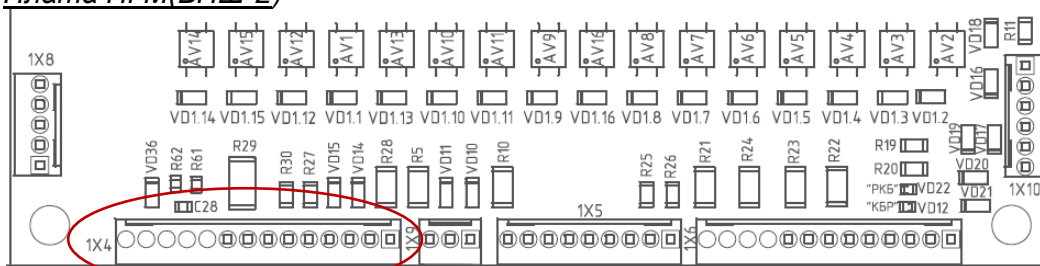 Плата ПРМ(БПШ-2)
AV14 AV15 AV12 AV1 AV13 AV10 AV11 AV9 AV16 AV8 AV7 AV6 AV5 AV4 AV3 AV2 VD18 R11
1X8
VD16
VD1.14 VD1.15 VD1.12 VD1.1 VD1.13 VD1.10 VD1.11 VD1.9 VD1.16 VD1.8 VD1.7 VD1.6 VD1.5 VD1.4 VD1.3 VD1.2
VD19 VD17
VD36 R62 R61 R29 R30 R27 VD15 VD14 R28 R5 VD11 VD10 R10 R25 R26 R21 R24 R23 R22 R19
R20 VD20
"РКБ" VD22 VD21 1X10
C28 "КБР" VD12
1X5
1X4 1X9 1X6